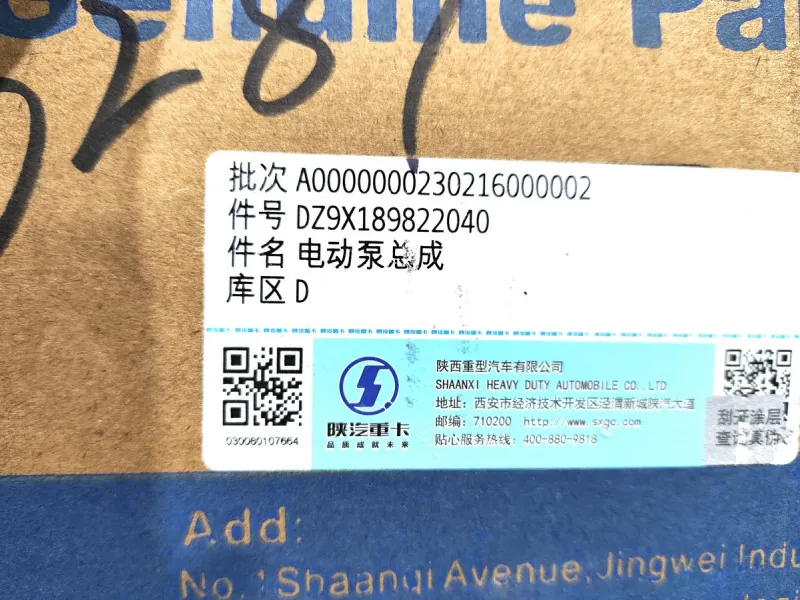 Genuine Pa
批次 A0000000230216000002
件号 DZ9X189822040
件名 电动泵总成
库区 D
030080107664
陕汽重卡
品质成就未来
陕西重型汽车有限公司
SHAANXI HEAVY DUTY AUTOMOBILE CO.,LTD
地址: 西安市经济技术开发区泾渭新城陕汽大道
邮编: 710200 http://www.sxgc.com
贴心服务热线: 400-880-9818
刮开涂层
查询真伪
Add:
No.1 Shaanqi Avenue, Jingwei Indu